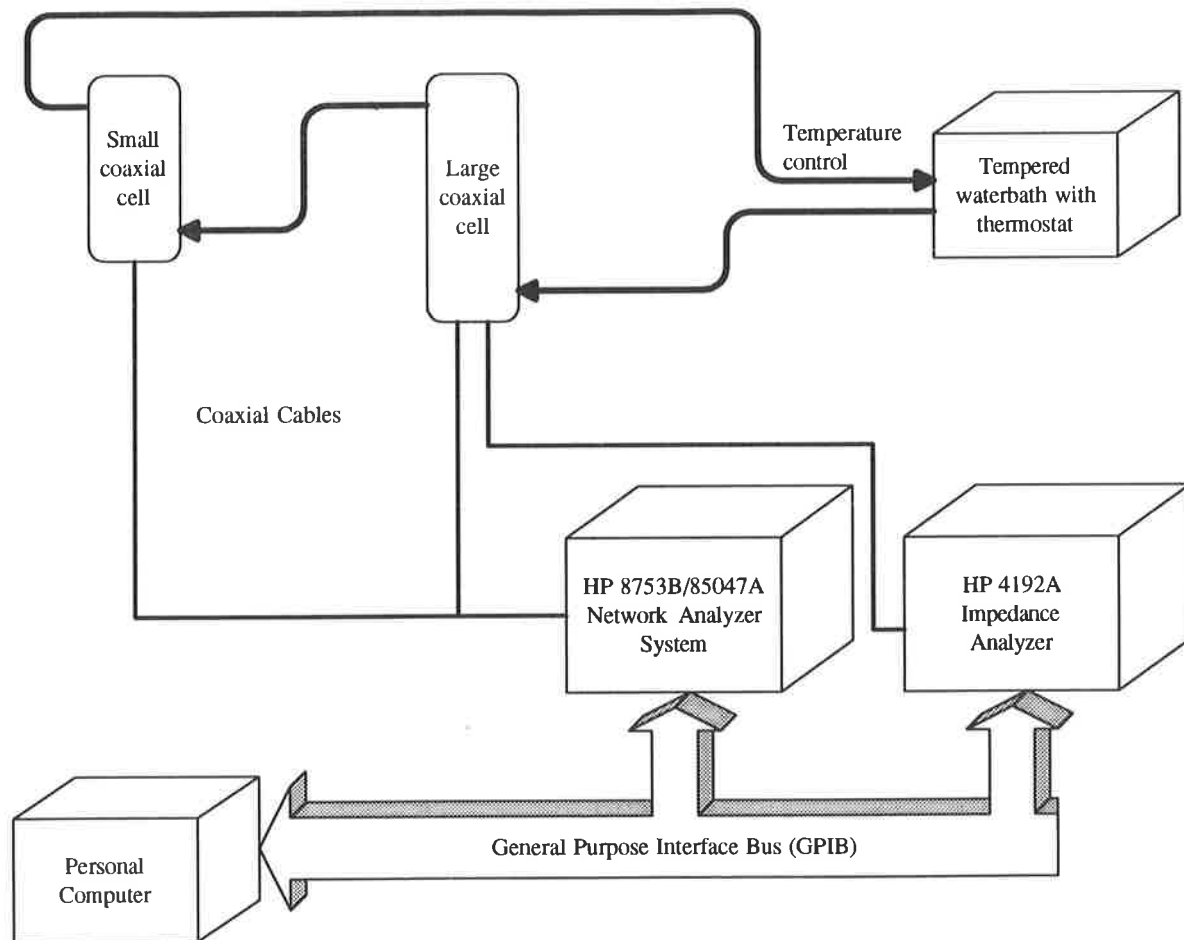 Small
coaxial
cell
Large
coaxial
cell
Temperature
control
Tempered
waterbath with
thermostat
Coaxial Cables
HP 8753B/85047A
Network Analyzer
System
HP 4192A
Impedance
Analyzer
General Purpose Interface Bus (GPIB)
Personal
Computer